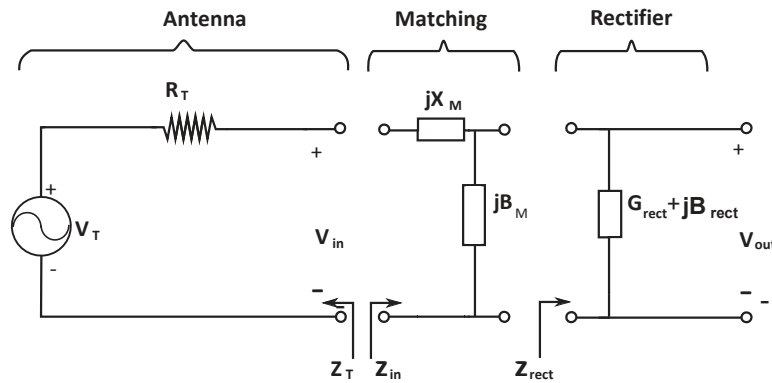 Antenna
Matching
Rectifier
R T
jX M
+
+
+
jB M
G rect + jB rect
V T
V in
V out
-
-
-
-
-
Z T
Z in
Z rect